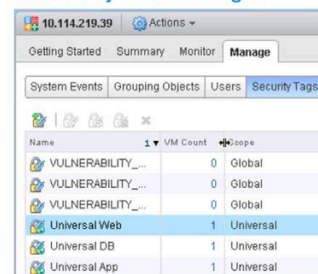 10.114.219.39 Actions
Getting Started Summary Monitor Manage
System Events Grouping Objects Users Security Tags
Name 1 VM Count Scope
VULNERABILITY_... 0 Global
VULNERABILITY_... 0 Global
VULNERABILITY_... 0 Global
Universal Web 1 Universal
Universal DB 1 Universal
Universal App 1 Universal